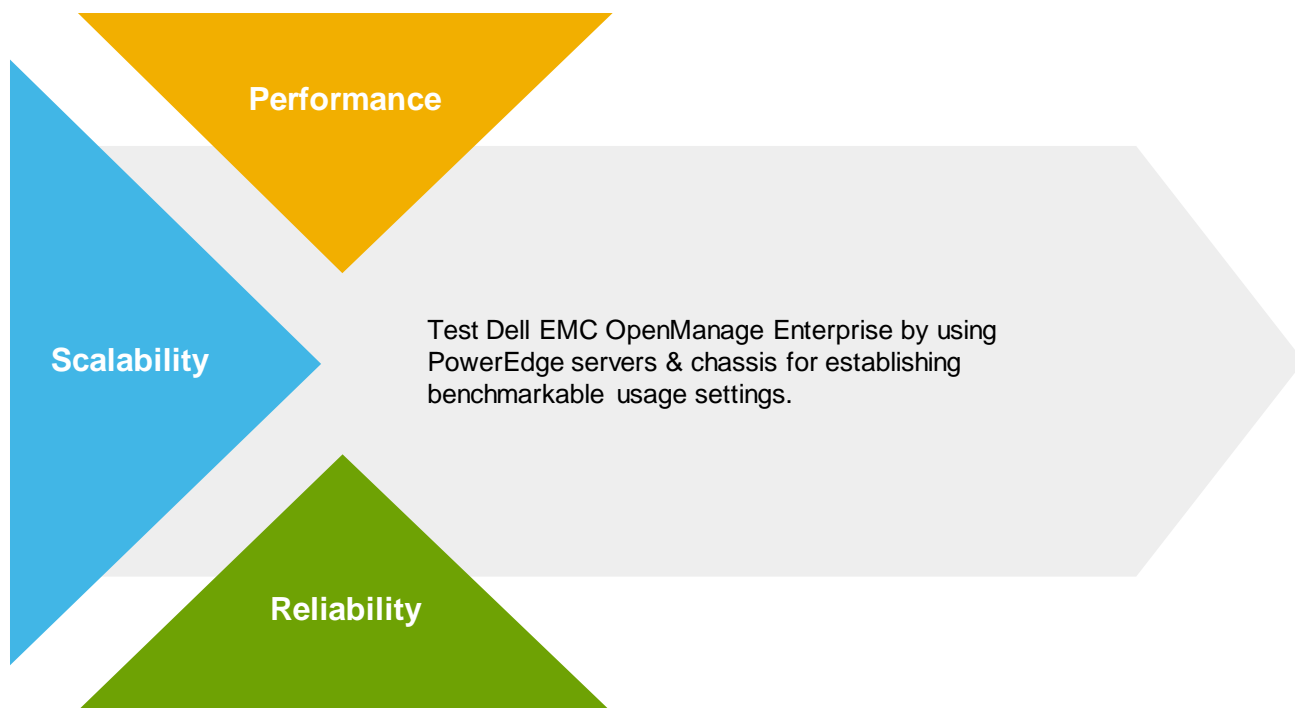 Performance
Scalability
Test Dell EMC OpenManage Enterprise by using
PowerEdge servers & chassis for establishing
benchmarkable usage settings.
Reliability